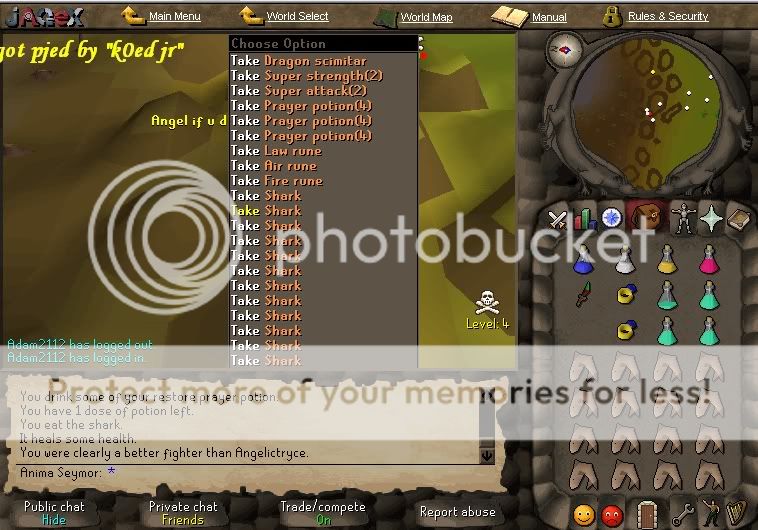 JAGEX
Main Menu
World Select
World Map
Manual
Rules & Security
got pjed by "k0ed jr"
Choose Option
Take Dragon scimitar
Take Super strength(2)
Take Super attack(2)
Take Prayer potion(4)
Angel if u d
Take Prayer potion(4)
Take Prayer potion(4)
Take Law rune
Take Air rune
Take Fire rune
Take Shark
Take Shark
Take Shark
Take Shark
Take Shark
Take Shark
Take Shark
Take Shark
Take Shark
Take Shark
Take Shark
Take Shark
photobucket
Level: 4
Adam2112 has logged out.
Adam2112 has logged in.
Protect more of your memories for less!
You drink some of your restore prayer potion.
You have 1 dose of potion left.
You eat the shark.
It heals some health.
You were clearly a better fighter than Angelictryce.
Anima Seymor: *
Public chat
Hide
Private chat
Friends
Trade/compete
On
Report abuse